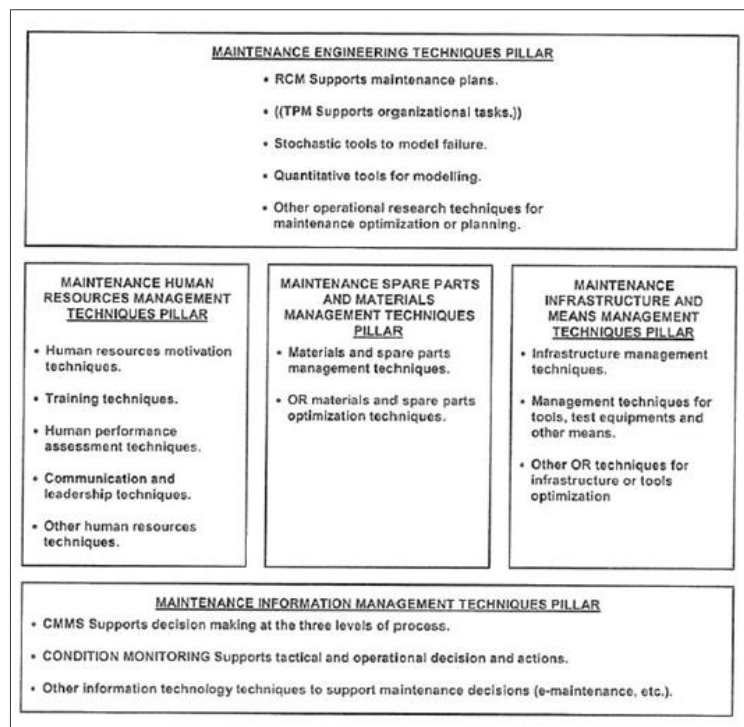 MAINTENANCE ENGINEERING TECHNIQUES PILLAR
• RCM Supports maintenance plans.
• ((TPM Supports organizational tasks.))
• Stochastic tools to model failure.
• Quantitative tools for modelling.
• Other operational research techniques for
maintenance optimization or planning.
MAINTENANCE HUMAN
RESOURCES MANAGEMENT
TECHNIQUES PILLAR
• Human resources motivation
techniques.
• Training techniques.
• Human performance
assessment techniques.
• Communication and
leadership techniques.
• Other human resources
techniques.
MAINTENANCE SPARE PARTS
AND MATERIALS
MANAGEMENT TECHNIQUES
PILLAR
• Materials and spare parts
management techniques.
• OR materials and spare parts
optimization techniques.
MAINTENANCE
INFRASTRUCTURE AND
MEANS MANAGEMENT
TECHNIQUES PILLAR
• Infrastructure management
techniques.
• Management techniques for
tools, test equipments and
other means.
• Other OR techniques for
infrastructure or tools
optimization
MAINTENANCE INFORMATION MANAGEMENT TECHNIQUES PILLAR
• CMMS Supports decision making at the three levels of process.
• CONDITION MONITORING Supports tactical and operational decision and actions.
• Other information technology techniques to support maintenance decisions (e-maintenance, etc.).